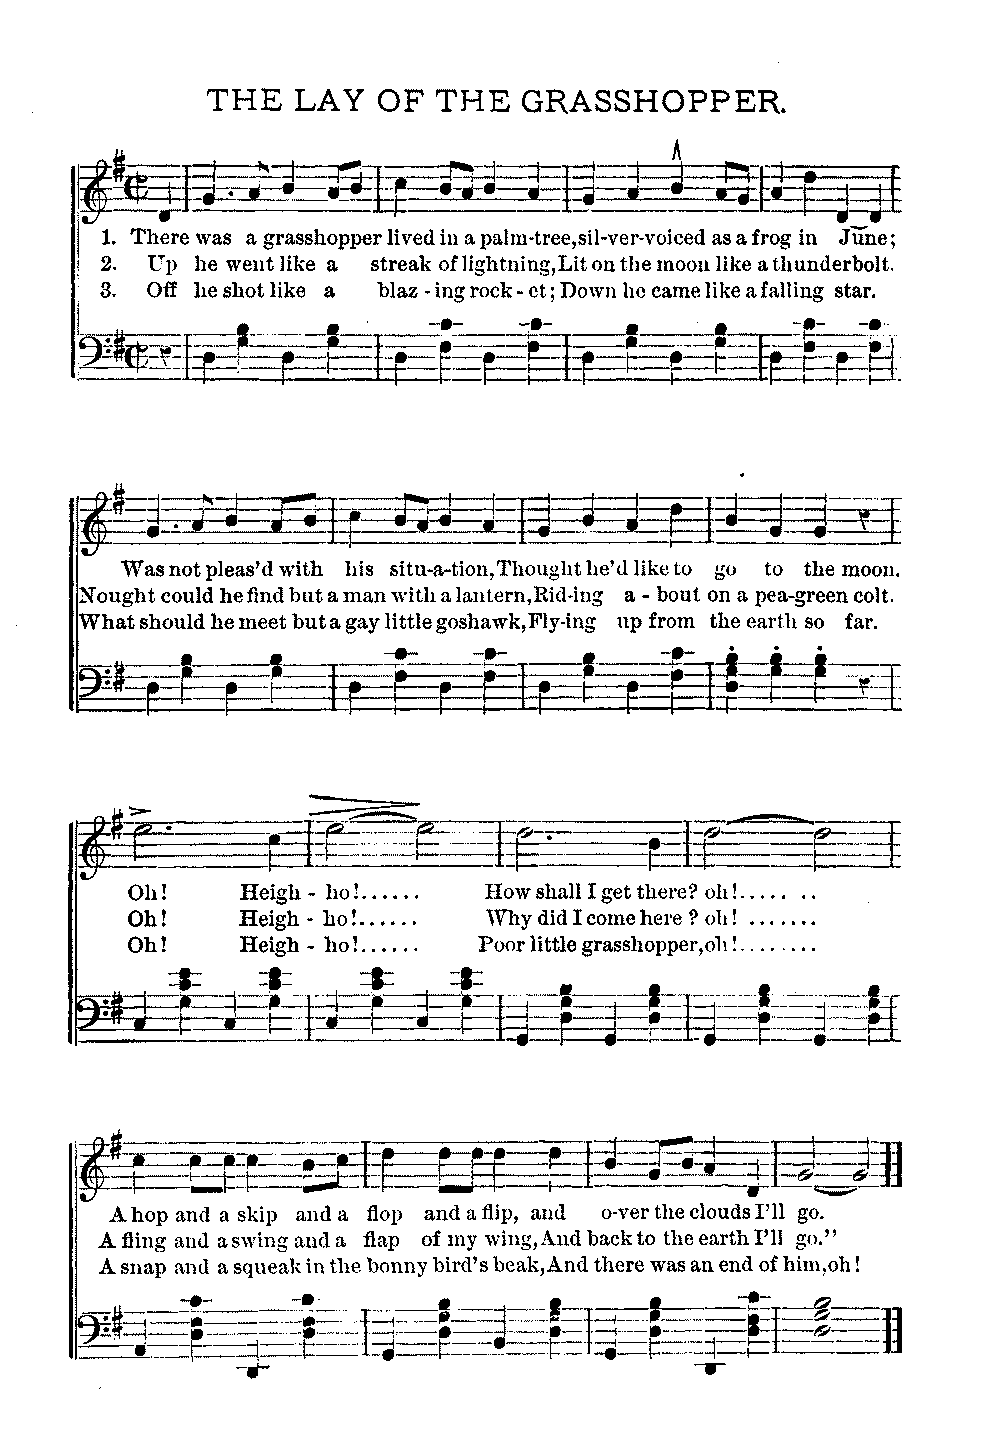 THE LAY OF THE GRASSHOPPER.
1. There was a grasshopper lived in a palm-tree, sil-ver-voiced as a frog in June;
2. Up he went like a streak of lightning, Lit on the moon like a thunderbolt.
3. Off he shot like a blaz - ing rock - et; Down he came like a falling star.
Was not pleas'd with his situ-a-tion, Thought he'd like to go to the moon.
Nought could he find but a man with a lantern, Rid-ing a - bout on a pea-green colt.
What should he meet but a gay little goshawk, Fly-ing up from the earth so far.
Oh! Heigh - ho!...... How shall I get there? oh!..... ..
Oh! Heigh - ho!...... Why did I come here ? oh! .......
Oh! Heigh - ho!...... Poor little grasshopper, oh!........
A hop and a skip and a flop and a flip, and o-ver the clouds I'll go.
A fling and a swing and a flap of my wing, And back to the earth I'll go."
A snap and a squeak in the bonny bird's beak, And there was an end of him, oh!